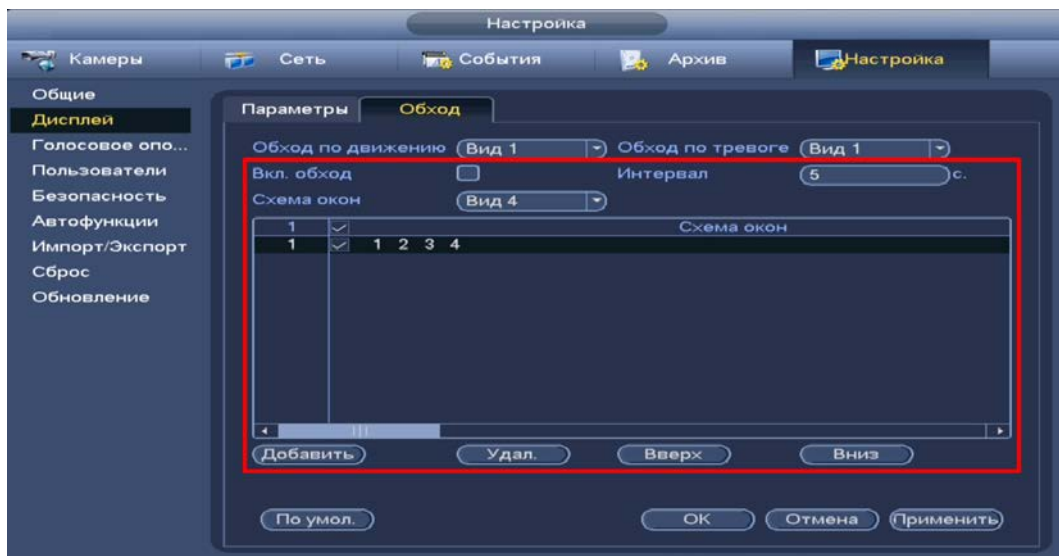 Настройка
Камеры Сеть События Архив Настройка
Общие
Дисплей
Голосовое опо...
Пользователи
Безопасность
Автофункции
Импорт/Экспорт
Сброс
Обновление
Параметры Обход
Обход по движению Вид 1 Обход по тревоге Вид 1
Вкл. обход Интервал 5 с.
Схема окон Вид 4
1 Схема окон
1 1 2 3 4
Добавить Удал. Вверх Вниз
По умол. ОК Отмена Применить